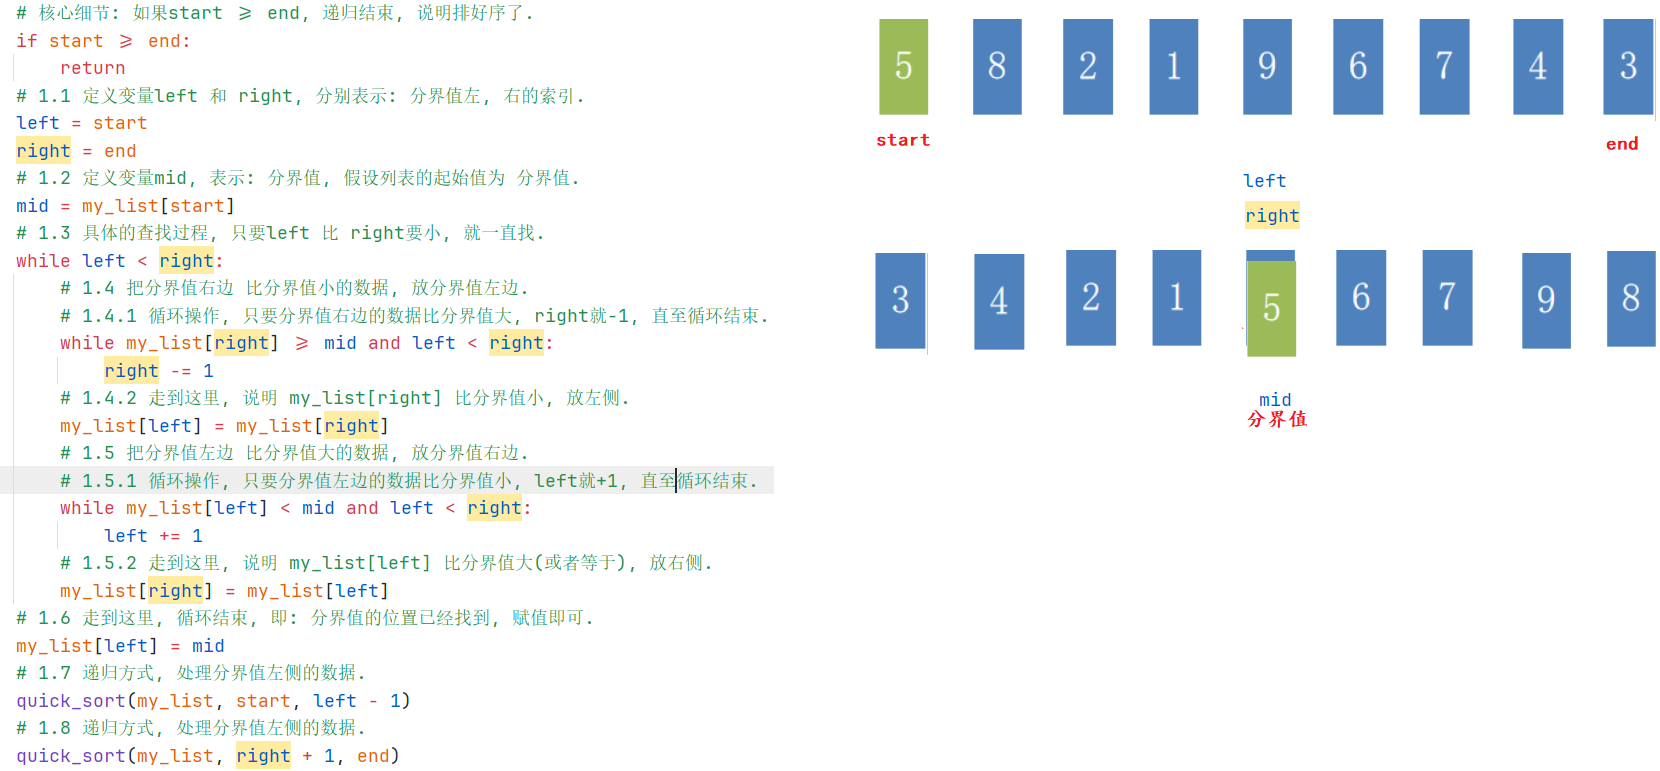 # 核心细节: 如果start >= end, 递归结束, 说明排好序了.
if start >= end:
    return
# 1.1 定义变量left 和 right, 分别表示: 分界值左, 右的索引.
left = start
right = end
# 1.2 定义变量mid, 表示: 分界值, 假设列表的起始值为 分界值.
mid = my_list[start]
# 1.3 具体的查找过程, 只要left 比 right要小, 就一直找.
while left < right:
    # 1.4 把分界值右边 比分界值小的数据, 放分界值左边.
    # 1.4.1 循环操作, 只要分界值右边的数据比分界值大, right就-1, 直至循环结束.
    while my_list[right] >= mid and left < right:
        right -= 1
    # 1.4.2 走到这里, 说明 my_list[right] 比分界值小, 放左侧.
    my_list[left] = my_list[right]
    # 1.5 把分界值左边 比分界值大的数据, 放分界值右边.
    # 1.5.1 循环操作, 只要分界值左边的数据比分界值小, left就+1, 直至循环结束.
    while my_list[left] < mid and left < right:
        left += 1
    # 1.5.2 走到这里, 说明 my_list[left] 比分界值大(或者等于), 放右侧.
    my_list[right] = my_list[left]
# 1.6 走到这里, 循环结束, 即: 分界值的位置已经找到, 赋值即可.
my_list[left] = mid
# 1.7 递归方式, 处理分界值左侧的数据.
quick_sort(my_list, start, left - 1)
# 1.8 递归方式, 处理分界值左侧的数据.
quick_sort(my_list, right + 1, end)
5 8 2 1 9 6 7 4 3
start end
left
right
3 4 2 1 5 6 7 9 8
mid
分界值